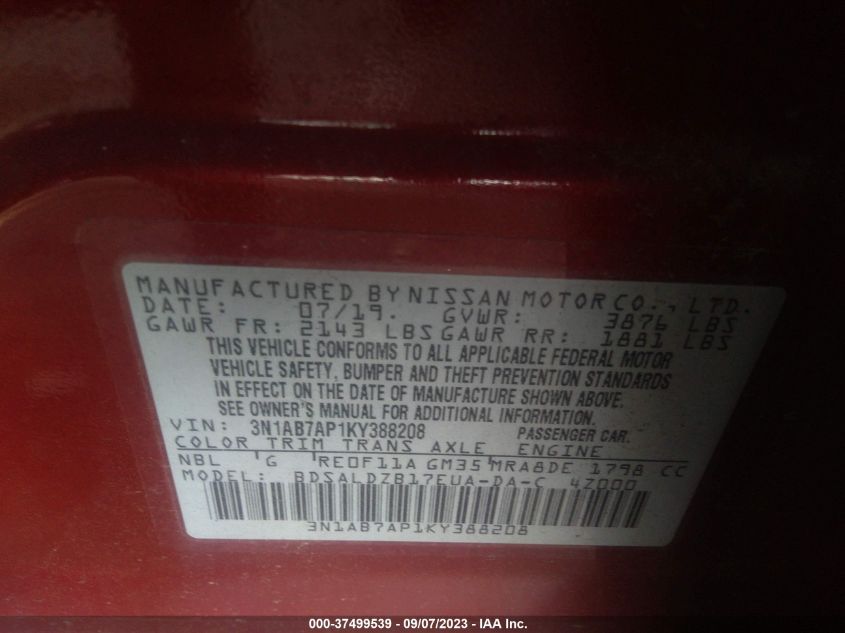 MANUFACTURED BY NISSAN MOTOR CO., LTD.
DATE: 07/19. GVWR: 3876 LBS
GAWR FR: 2143 LBS GAWR RR: 1881 LBS
THIS VEHICLE CONFORMS TO ALL APPLICABLE FEDERAL MOTOR
VEHICLE SAFETY, BUMPER AND THEFT PREVENTION STANDARDS
IN EFFECT ON THE DATE OF MANUFACTURE SHOWN ABOVE.
SEE OWNER'S MANUAL FOR ADDITIONAL INFORMATION.
VIN: 3N1AB7AP1KY388208 PASSENGER CAR.
COLOR TRIM TRANS AXLE ENGINE
NBL G RE0F11A GM35 MRA8DE 1798 CC
MODEL: BDSALDZB17EUA-DA-C 4Z000
3N1AB7AP1KY388208
000-37499539 - 09/07/2023 - IAA Inc.